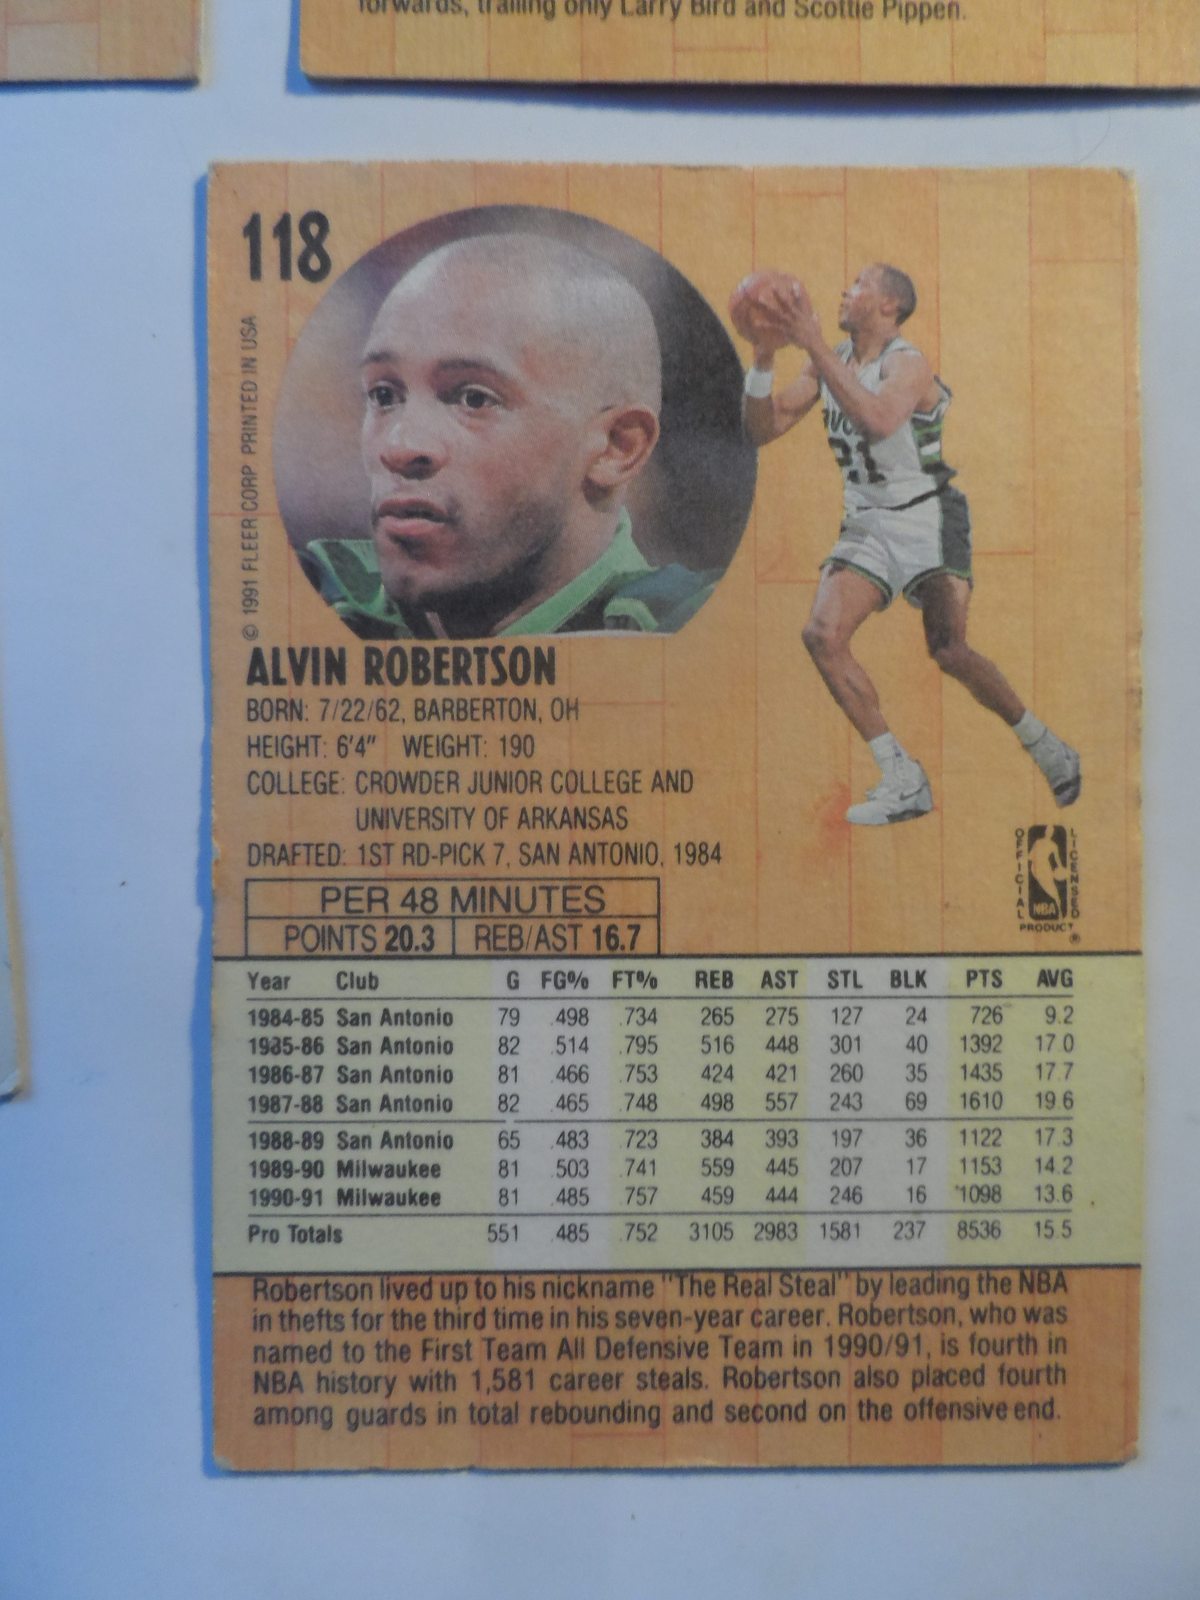 forwards, trailing only Larry Bird and Scottie Pippen.
118
© 1991 FLEER CORP PRINTED IN USA
BUCKS
21
ALVIN ROBERTSON
BORN: 7/22/62, BARBERTON, OH
HEIGHT: 6'4" WEIGHT: 190
COLLEGE: CROWDER JUNIOR COLLEGE AND
UNIVERSITY OF ARKANSAS
DRAFTED: 1ST RD-PICK 7, SAN ANTONIO, 1984
OFFICIAL LICENSED
NBA
PRODUCT ®
PER 48 MINUTES
POINTS 20.3 REB/AST 16.7
Year Club G FG% FT% REB AST STL BLK PTS AVG
1984-85 San Antonio 79 .498 .734 265 275 127 24 726 9.2
1985-86 San Antonio 82 .514 .795 516 448 301 40 1392 17.0
1986-87 San Antonio 81 .466 .753 424 421 260 35 1435 17.7
1987-88 San Antonio 82 .465 .748 498 557 243 69 1610 19.6
1988-89 San Antonio 65 .483 .723 384 393 197 36 1122 17.3
1989-90 Milwaukee 81 .503 .741 559 445 207 17 1153 14.2
1990-91 Milwaukee 81 .485 .757 459 444 246 16 1098 13.6
Pro Totals 551 .485 .752 3105 2983 1581 237 8536 15.5
Robertson lived up to his nickname "The Real Steal" by leading the NBA
in thefts for the third time in his seven-year career. Robertson, who was
named to the First Team All Defensive Team in 1990/91, is fourth in
NBA history with 1,581 career steals. Robertson also placed fourth
among guards in total rebounding and second on the offensive end.